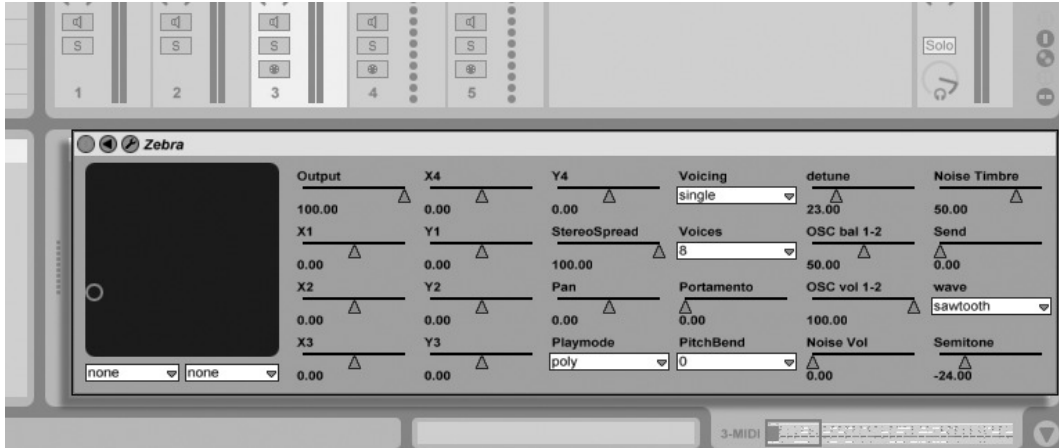 S
S
S
S
S
Solo
1
2
3
4
5
Zebra
Output
X4
Y4
Voicing
detune
Noise Timbre
single
100.00
0.00
0.00
23.00
50.00
X1
Y1
StereoSpread
Voices
OSC bal 1-2
Send
8
0.00
0.00
100.00
50.00
0.00
X2
Y2
Pan
Portamento
OSC vol 1-2
wave
sawtooth
0.00
0.00
0.00
0.00
100.00
X3
Y3
Playmode
PitchBend
Noise Vol
Semitone
none
none
poly
0
0.00
0.00
0.00
-24.00
3-MIDI